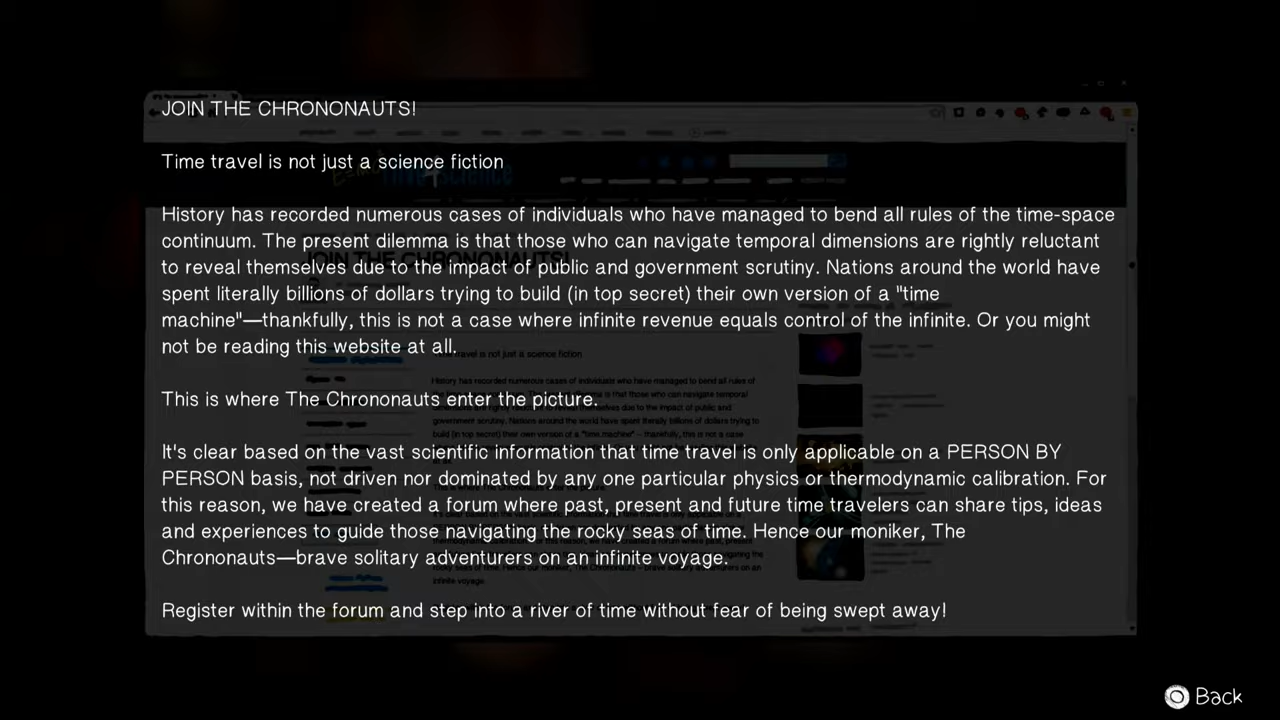 JOIN THE CHRONONAUTS!
Time travel is not just a science fiction
History has recorded numerous cases of individuals who have managed to bend all rules of the time-space
continuum. The present dilemma is that those who can navigate temporal dimensions are rightly reluctant
to reveal themselves due to the impact of public and government scrutiny. Nations around the world have
spent literally billions of dollars trying to build (in top secret) their own version of a "time
machine"—thankfully, this is not a case where infinite revenue equals control of the infinite. Or you might
not be reading this website at all.
This is where The Chrononauts enter the picture.
It's clear based on the vast scientific information that time travel is only applicable on a PERSON BY
PERSON basis, not driven nor dominated by any one particular physics or thermodynamic calibration. For
this reason, we have created a forum where past, present and future time travelers can share tips, ideas
and experiences to guide those navigating the rocky seas of time. Hence our moniker, The
Chrononauts—brave solitary adventurers on an infinite voyage.
Register within the forum and step into a river of time without fear of being swept away!
Back